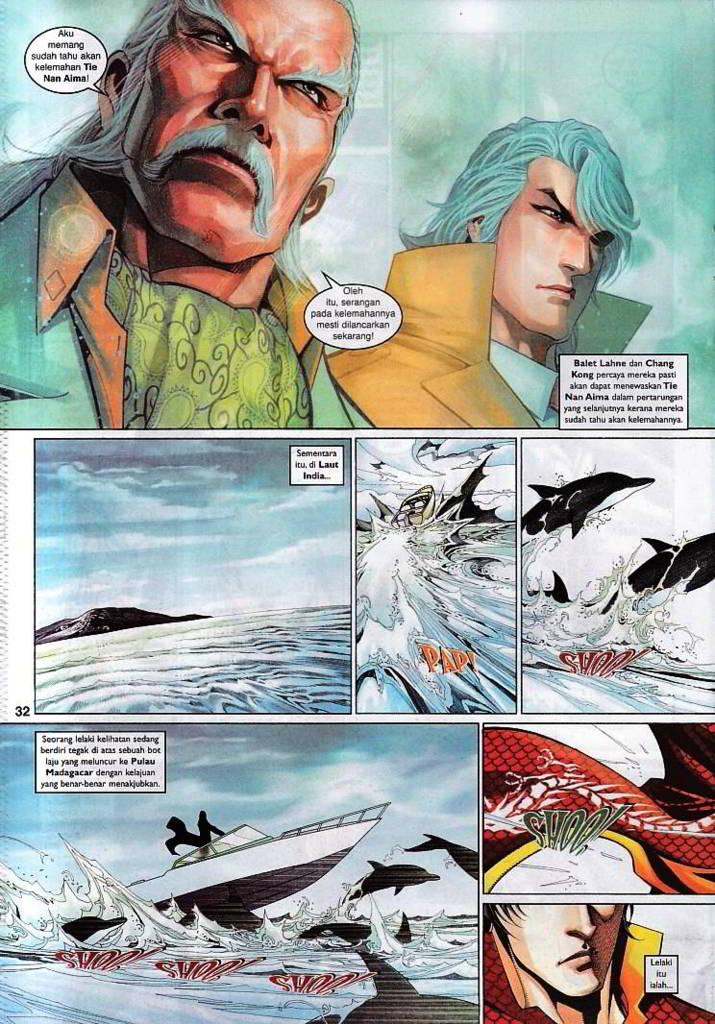 Aku
memang
sudah tahu akan
kelemahan Tie
Nan Aima!
Oleh
itu, serangan
pada kelemahannya
mesti dilancarkan
sekarang!
Balet Lahne dan Chang
Kong percaya mereka pasti
akan dapat menewaskan Tie
Nan Aima dalam pertarungan
yang selanjutnya kerana mereka
sudah tahu akan kelemahannya.
Sementara
itu, di Laut
India...
PAP!
SHOO!
32
Seorang lelaki kelihatan sedang
berdiri tegak di atas sebuah bot
laju yang meluncur ke Pulau
Madagacar dengan kelajuan
yang benar-benar menakjubkan.
SHOO!
SHOO!
SHOO!
SHOO!
Lelaki
itu
ialah...